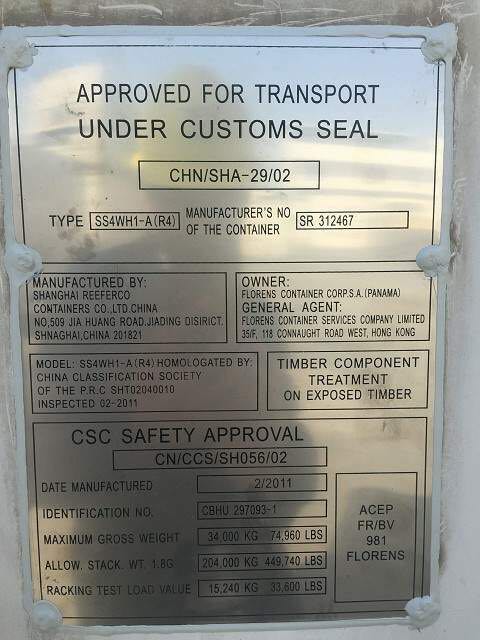 APPROVED FOR TRANSPORT
UNDER CUSTOMS SEAL
CHN/SHA-29/02
TYPE SS4WH1-A(R4) MANUFACTURER'S NO OF THE CONTAINER SR 312467
MANUFACTURED BY:
SHANGHAI REEFERCO
CONTAINERS CO.,LTD.CHINA
NO,509 JIA HUANG ROAD.JIADING DISIRICT.
SHNAGHAI,CHINA 201821
OWNER:
FLORENS CONTAINER CORP.S.A.(PANAMA)
GENERAL AGENT:
FLORENS CONTAINER SERVICES COMPANY LIMITED
35/F, 118 CONNAUGHT ROAD WEST, HONG KONG
MODEL: SS4WH1-A(R4) HOMOLOGATED BY:
CHINA CLASSIFICATION SOCIETY
OF THE P.R.C SHT02040010
INSPECTED 02-2011
TIMBER COMPONENT
TREATMENT
ON EXPOSED TIMBER
CSC SAFETY APPROVAL
CN/CCS/SH056/02
DATE MANUFACTURED 2/2011
IDENTIFICATION NO. CBHU 297093-1
MAXIMUM GROSS WEIGHT 34,000 KG 74,960 LBS
ALLOW. STACK. WT. 1.8G 204,000 KG 449,740 LBS
RACKING TEST LOAD VALUE 15,240 KG 33,600 LBS
ACEP
FR/BV
981
FLORENS